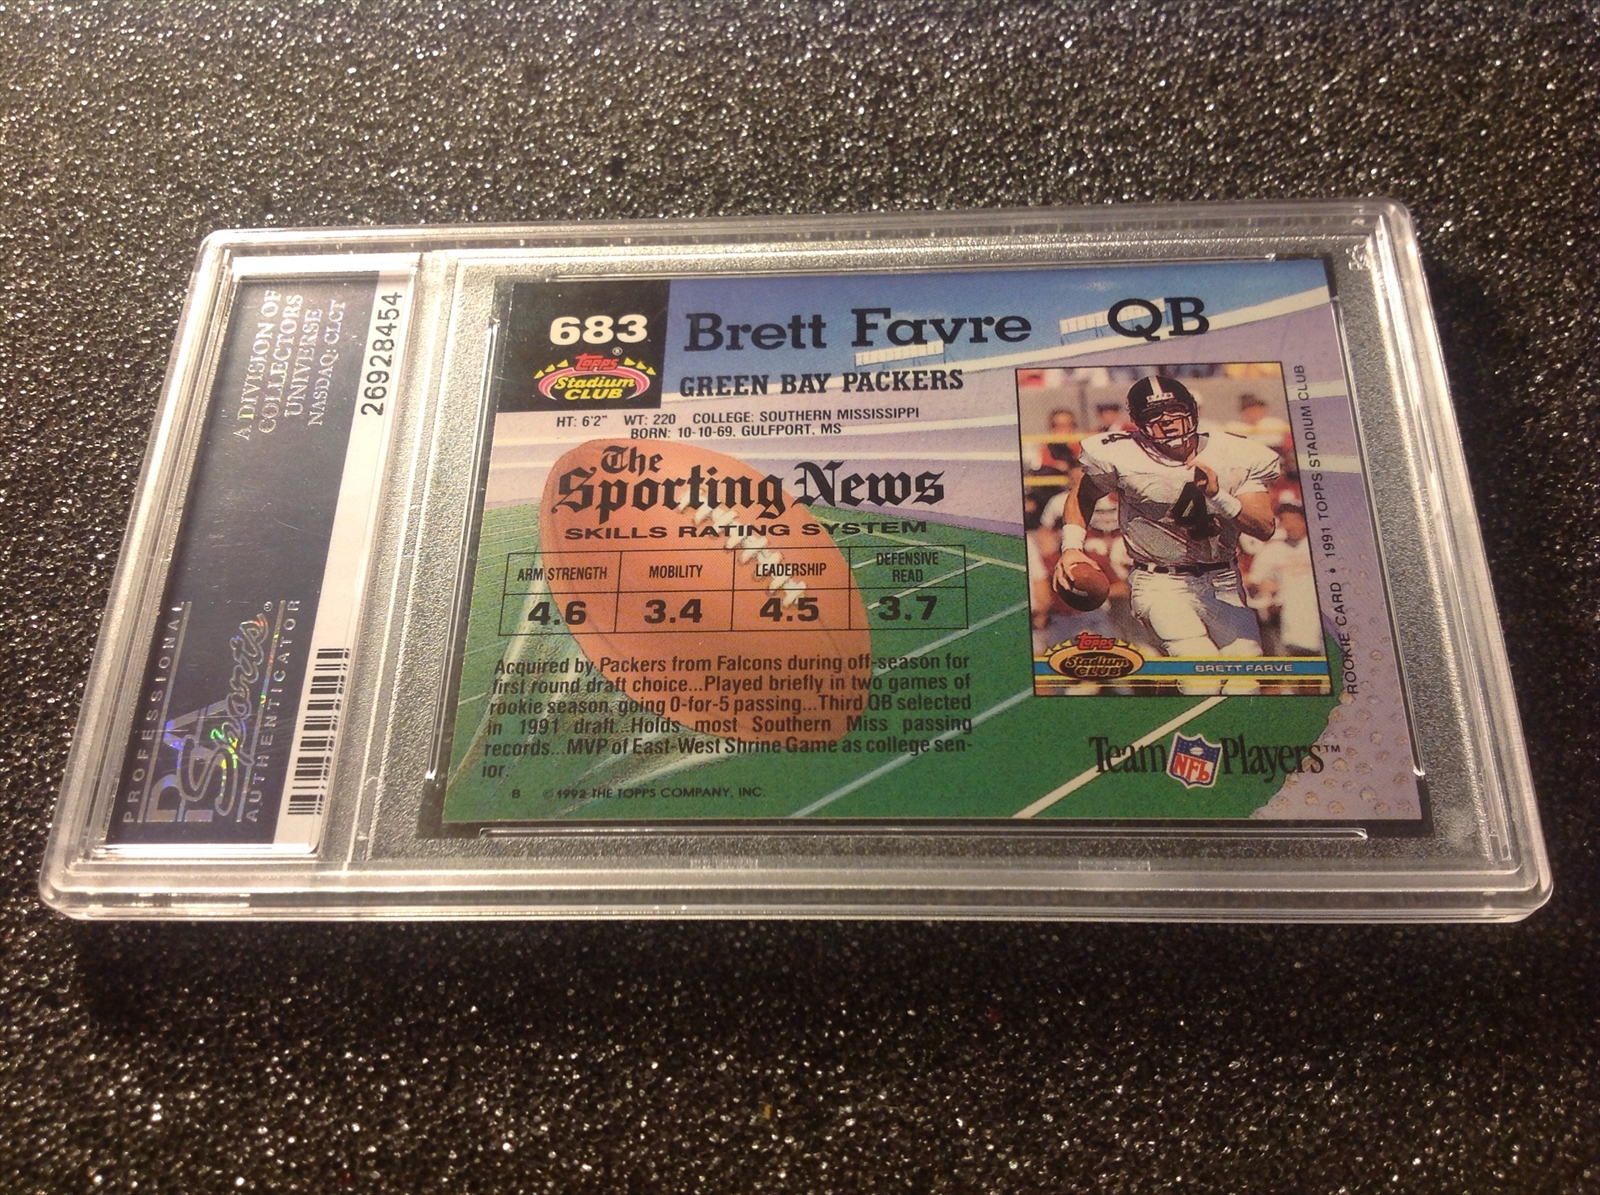 A DIVISION OF
COLLECTORS
UNIVERSE
NASDAQ: CLCT
26928454
PROFESSIONAL
PSA
Sports®
AUTHENTICATOR
683
Topps®
Stadium
CLUB
Brett Favre QB
GREEN BAY PACKERS
HT: 6'2" WT: 220 COLLEGE: SOUTHERN MISSISSIPPI
BORN: 10-10-69, GULFPORT, MS
The
Sporting News
SKILLS RATING SYSTEM
ARM STRENGTH MOBILITY LEADERSHIP DEFENSIVE READ
4.6 3.4 4.5 3.7
Acquired by Packers from Falcons during off-season for
first round draft choice...Played briefly in two games of
rookie season, going 0-for-5 passing...Third QB selected
in 1991 draft...Holds most Southern Miss passing
records...MVP of East-West Shrine Game as college sen-
ior.
B © 1992 THE TOPPS COMPANY, INC.
4
4
Topps
Stadium
CLUB
BRETT FARVE
ROOKIE CARD • 1991 TOPPS STADIUM CLUB
Team NFL Players™